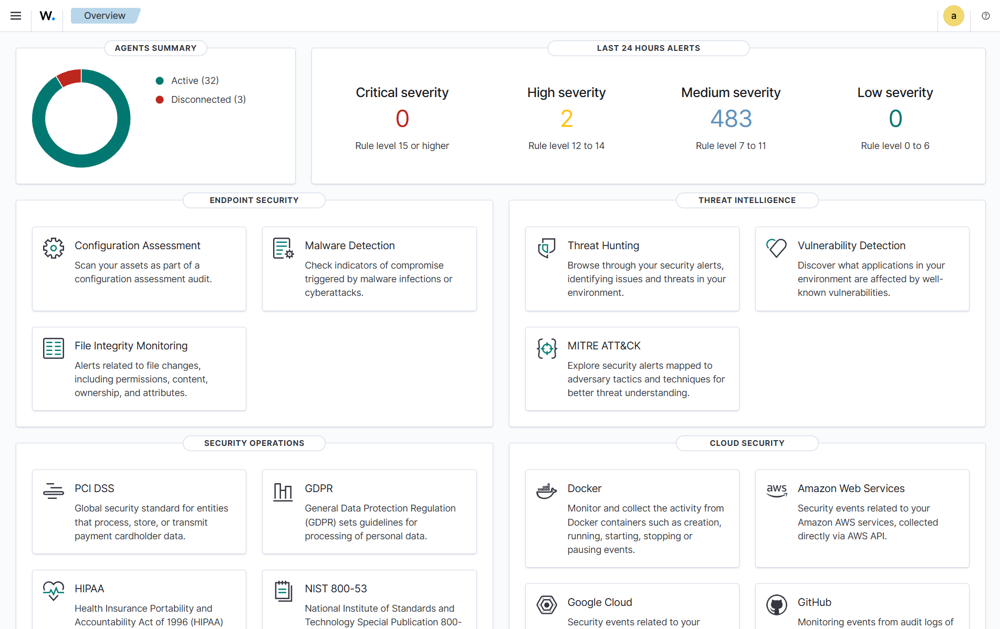 W.
Overview
a
AGENTS SUMMARY
Active (32)
Disconnected (3)
LAST 24 HOURS ALERTS
Critical severity
0
Rule level 15 or higher
High severity
2
Rule level 12 to 14
Medium severity
483
Rule level 7 to 11
Low severity
0
Rule level 0 to 6
ENDPOINT SECURITY
Configuration Assessment
Scan your assets as part of a
configuration assessment audit.
Malware Detection
Check indicators of compromise
triggered by malware infections or
cyberattacks.
File Integrity Monitoring
Alerts related to file changes,
including permissions, content,
ownership, and attributes.
THREAT INTELLIGENCE
Threat Hunting
Browse through your security alerts,
identifying issues and threats in your
environment.
Vulnerability Detection
Discover what applications in your
environment are affected by well-
known vulnerabilities.
MITRE ATT&CK
Explore security alerts mapped to
adversary tactics and techniques for
better threat understanding.
SECURITY OPERATIONS
PCI DSS
Global security standard for entities
that process, store, or transmit
payment cardholder data.
GDPR
General Data Protection Regulation
(GDPR) sets guidelines for
processing of personal data.
HIPAA
Health Insurance Portability and
Accountability Act of 1996 (HIPAA)
NIST 800-53
National Institute of Standards and
Technology Special Publication 800-
CLOUD SECURITY
Docker
Monitor and collect the activity from
Docker containers such as creation,
running, starting, stopping or
pausing events.
aws
Amazon Web Services
Security events related to your
Amazon AWS services, collected
directly via AWS API.
Google Cloud
Security events related to your
GitHub
Monitoring events from audit logs of